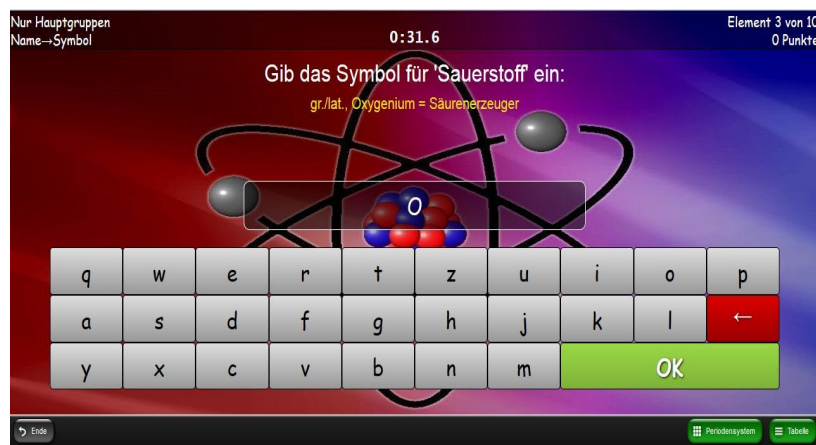 Nur Hauptgruppen
Name→Symbol
0:31.6
Element 3 von 10
0 Punkte
Gib das Symbol für 'Sauerstoff' ein:
gr./lat., Oxygenium = Säurenerzeuger
O
q w e r t z u i o p
a s d f g h j k l ←
y x c v b n m OK
Ende
Periodensystem
Tabelle